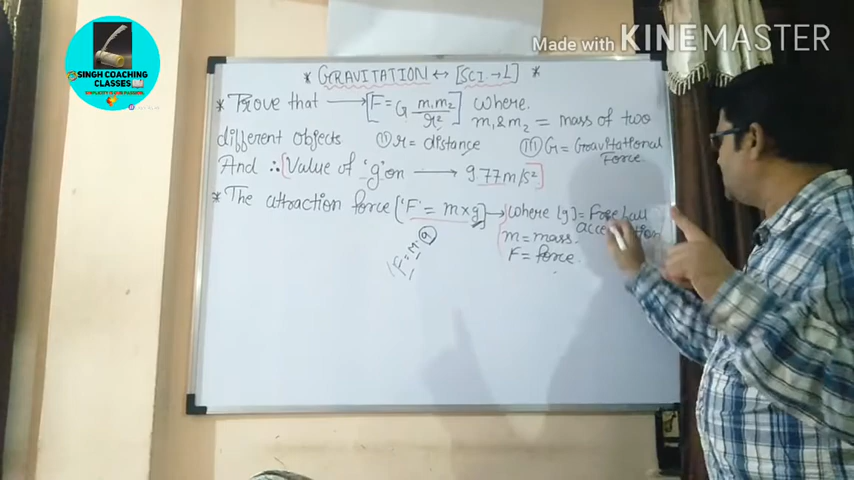 Made with KINEMASTER
SINGH COACHING
CLASSES
* GRAVITATION ↔ [SCI → 1] *
* Prove that → [F = G m₁m₂/r²] where.
m₁ & m₂ = mass of two
different objects (ii) r = distance (iii) G = Gravitational Force
And ∴ [Value of 'g' on → 9.77 m/s²]
* The attraction force ['F' = m×g] → where [g] = Free fall
m = mass.
F = force.
F = m a